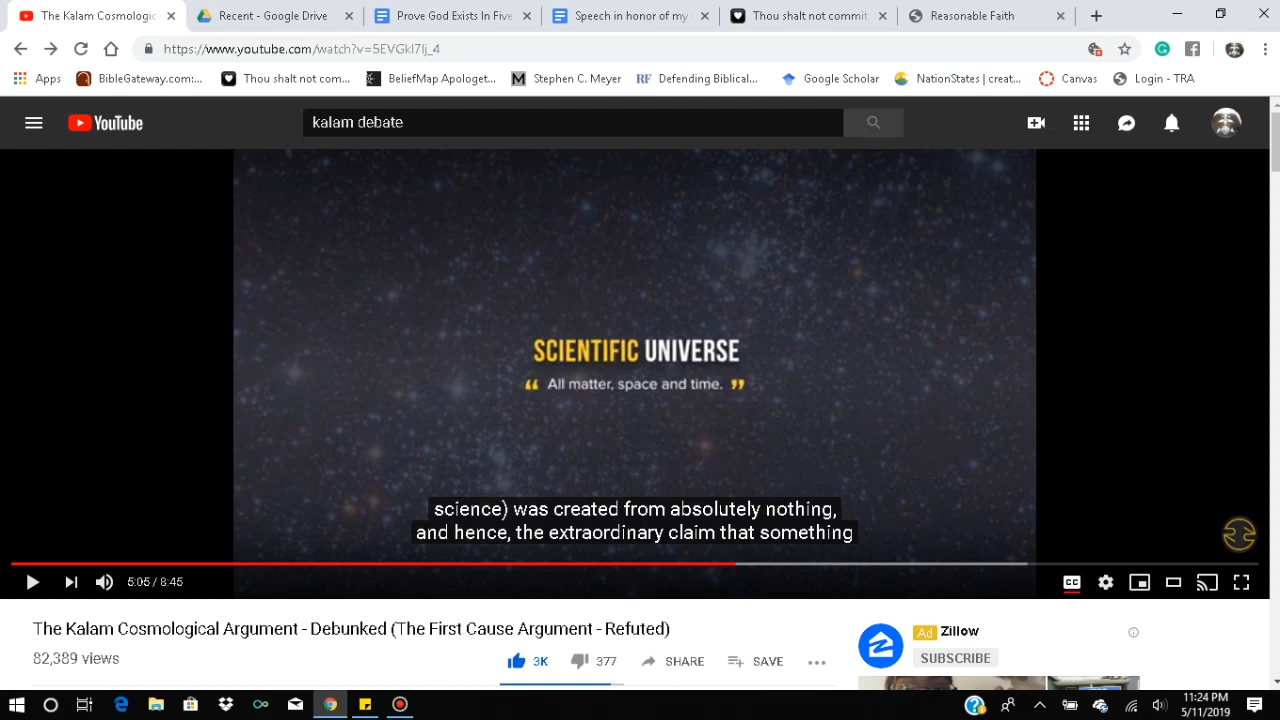 The Kalam Cosmologic
Recent - Google Drive
Prove God Exists In Five
Speech in honor of my
Thou shalt not commit
Reasonable Faith
https://www.youtube.com/watch?v=5EVGkI7Ij_4
Apps
BibleGateway.com:...
Thou shalt not com...
BeliefMap Apologet...
Stephen C. Meyer
RF
Defending Biblical...
Google Scholar
NationStates | creat...
Canvas
Login - TRA
YouTube
kalam debate
SCIENTIFIC UNIVERSE
“ All matter, space and time. ”
science) was created from absolutely nothing,
and hence, the extraordinary claim that something
5:05 / 8:45
CC
The Kalam Cosmological Argument - Debunked (The First Cause Argument - Refuted)
82,389 views
3K
377
SHARE
SAVE
Ad Zillow
SUBSCRIBE
11:24 PM
5/11/2019